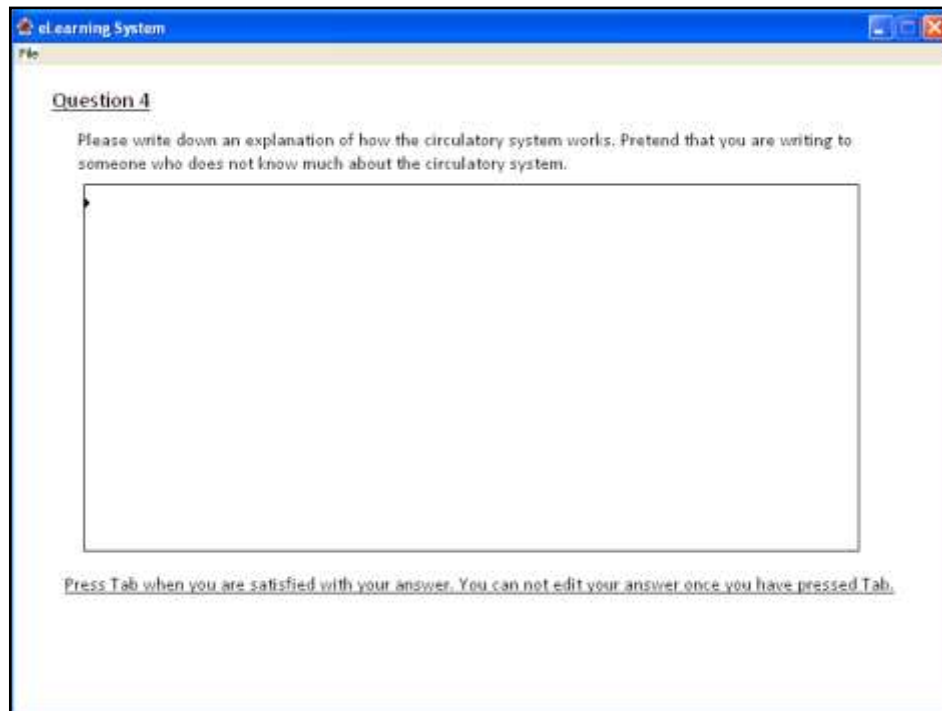 eLearning System
File
Question 4
Please write down an explanation of how the circulatory system works. Pretend that you are writing to
someone who does not know much about the circulatory system.
Press Tab when you are satisfied with your answer. You can not edit your answer once you have pressed Tab.